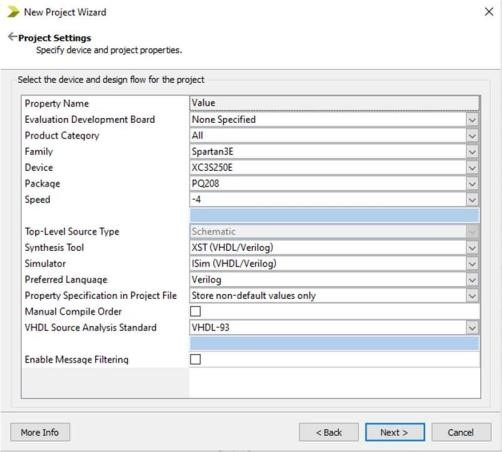 New Project Wizard
Project Settings
Specify device and project properties.
Select the device and design flow for the project
Property Name Value
Evaluation Development Board None Specified
Product Category All
Family Spartan3E
Device XC3S250E
Package PQ208
Speed -4
Top-Level Source Type Schematic
Synthesis Tool XST (VHDL/Verilog)
Simulator ISim (VHDL/Verilog)
Preferred Language Verilog
Property Specification in Project File Store non-default values only
Manual Compile Order
VHDL Source Analysis Standard VHDL-93
Enable Message Filtering
More Info < Back Next > Cancel